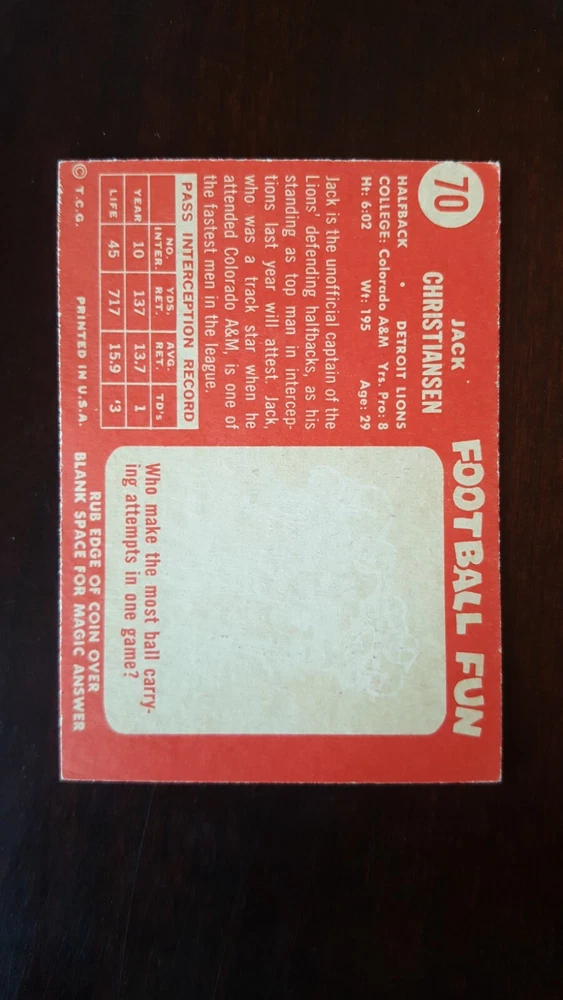 70
JACK
CHRISTIANSEN
HALFBACK • DETROIT LIONS
COLLEGE: Colorado A&M Yrs. Pro: 8
Ht: 6:02 Wt: 195 Age: 29
Jack is the unofficial captain of the
Lions' defending halfbacks, as his
standing as top man in intercep-
tions last year will attest. Jack,
who was a track star when he
attended Colorado A&M, is one of
the fastest men in the league.
PASS INTERCEPTION RECORD
NO. INTER. YDS. RET. AVG. RET. TD's
YEAR 10 137 13.7 1
LIFE 45 717 15.9 '3
© T.C.G. PRINTED IN U.S.A.
FOOTBALL FUN
Who make the most ball carry-
ing attempts in one game?
RUB EDGE OF COIN OVER
BLANK SPACE FOR MAGIC ANSWER